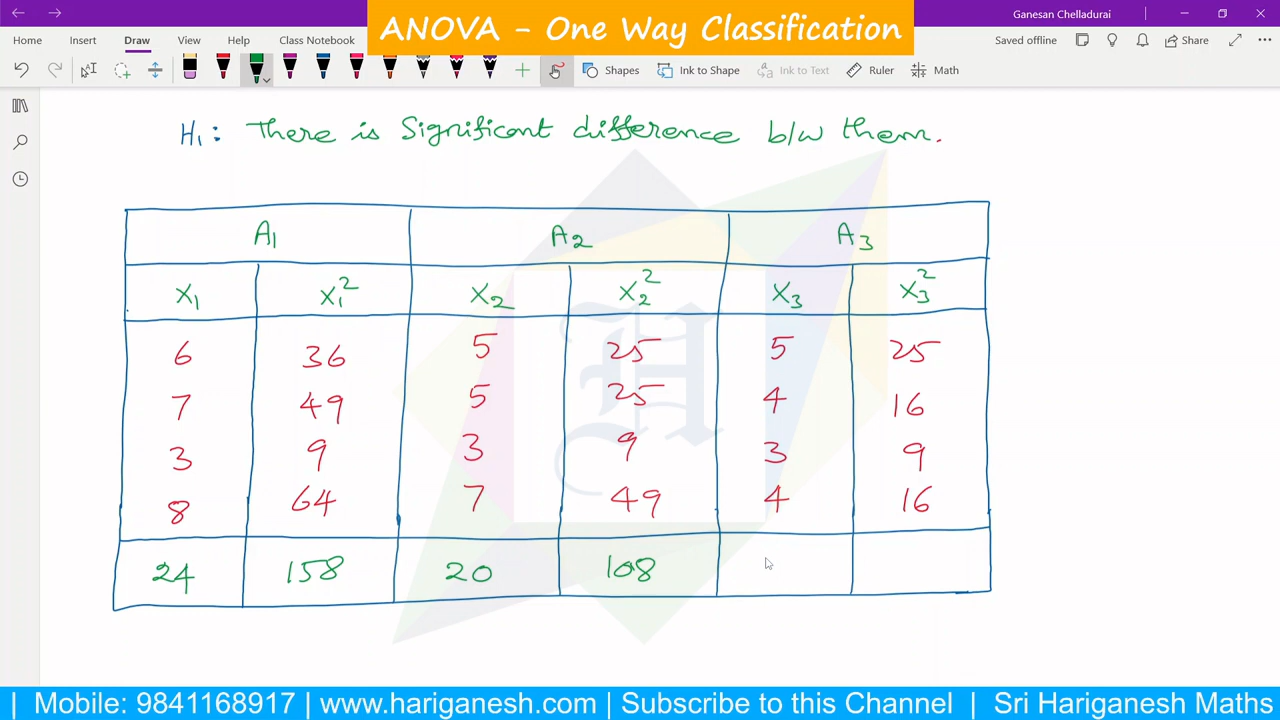 ANOVA - One Way Classification
Ganesan Chelladurai
Home Insert Draw View Help Class Notebook
Saved offline Share
Shapes Ink to Shape Ink to Text Ruler Math
H₁: There is Significant difference b/w them.
A₁ A₂ A₃
X₁ X₁² X₂ X₂² X₃ X₃²
6 36 5 25 5 25
7 49 5 25 4 16
3 9 3 9 3 9
8 64 7 49 4 16
24 158 20 108
| Mobile: 9841168917 | www.hariganesh.com | Subscribe to this Channel | Sri Hariganesh Maths